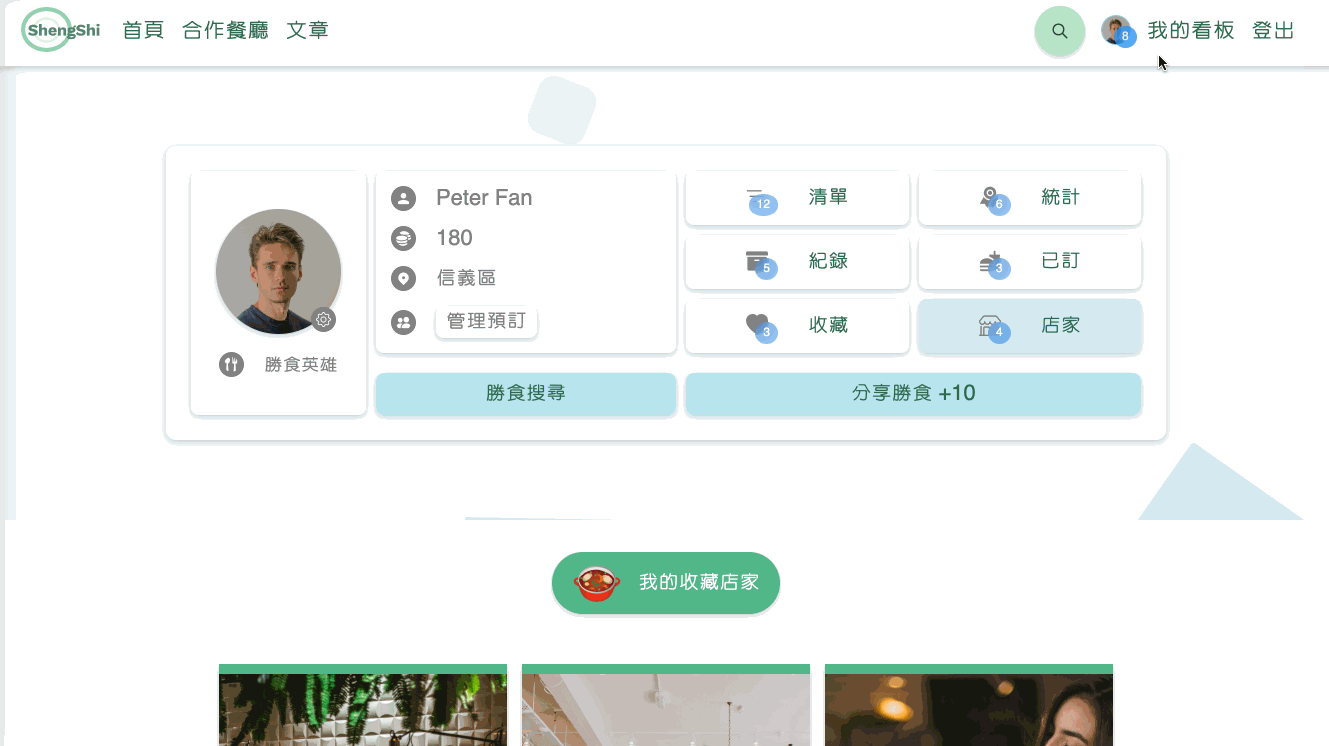 ShengShi 首頁 合作餐廳 文章 8 我的看板 登出
Peter Fan
180
信義區
管理預訂
勝食英雄
12 清單
6 統計
5 紀錄
3 已訂
3 收藏
4 店家
勝食搜尋
分享勝食 +10
我的收藏店家